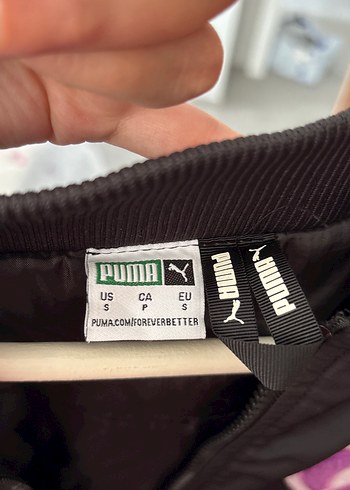 PUMA
US CA EU
S P S
PUMA.COM/FOREVERBETTER
PUMA
PUMA